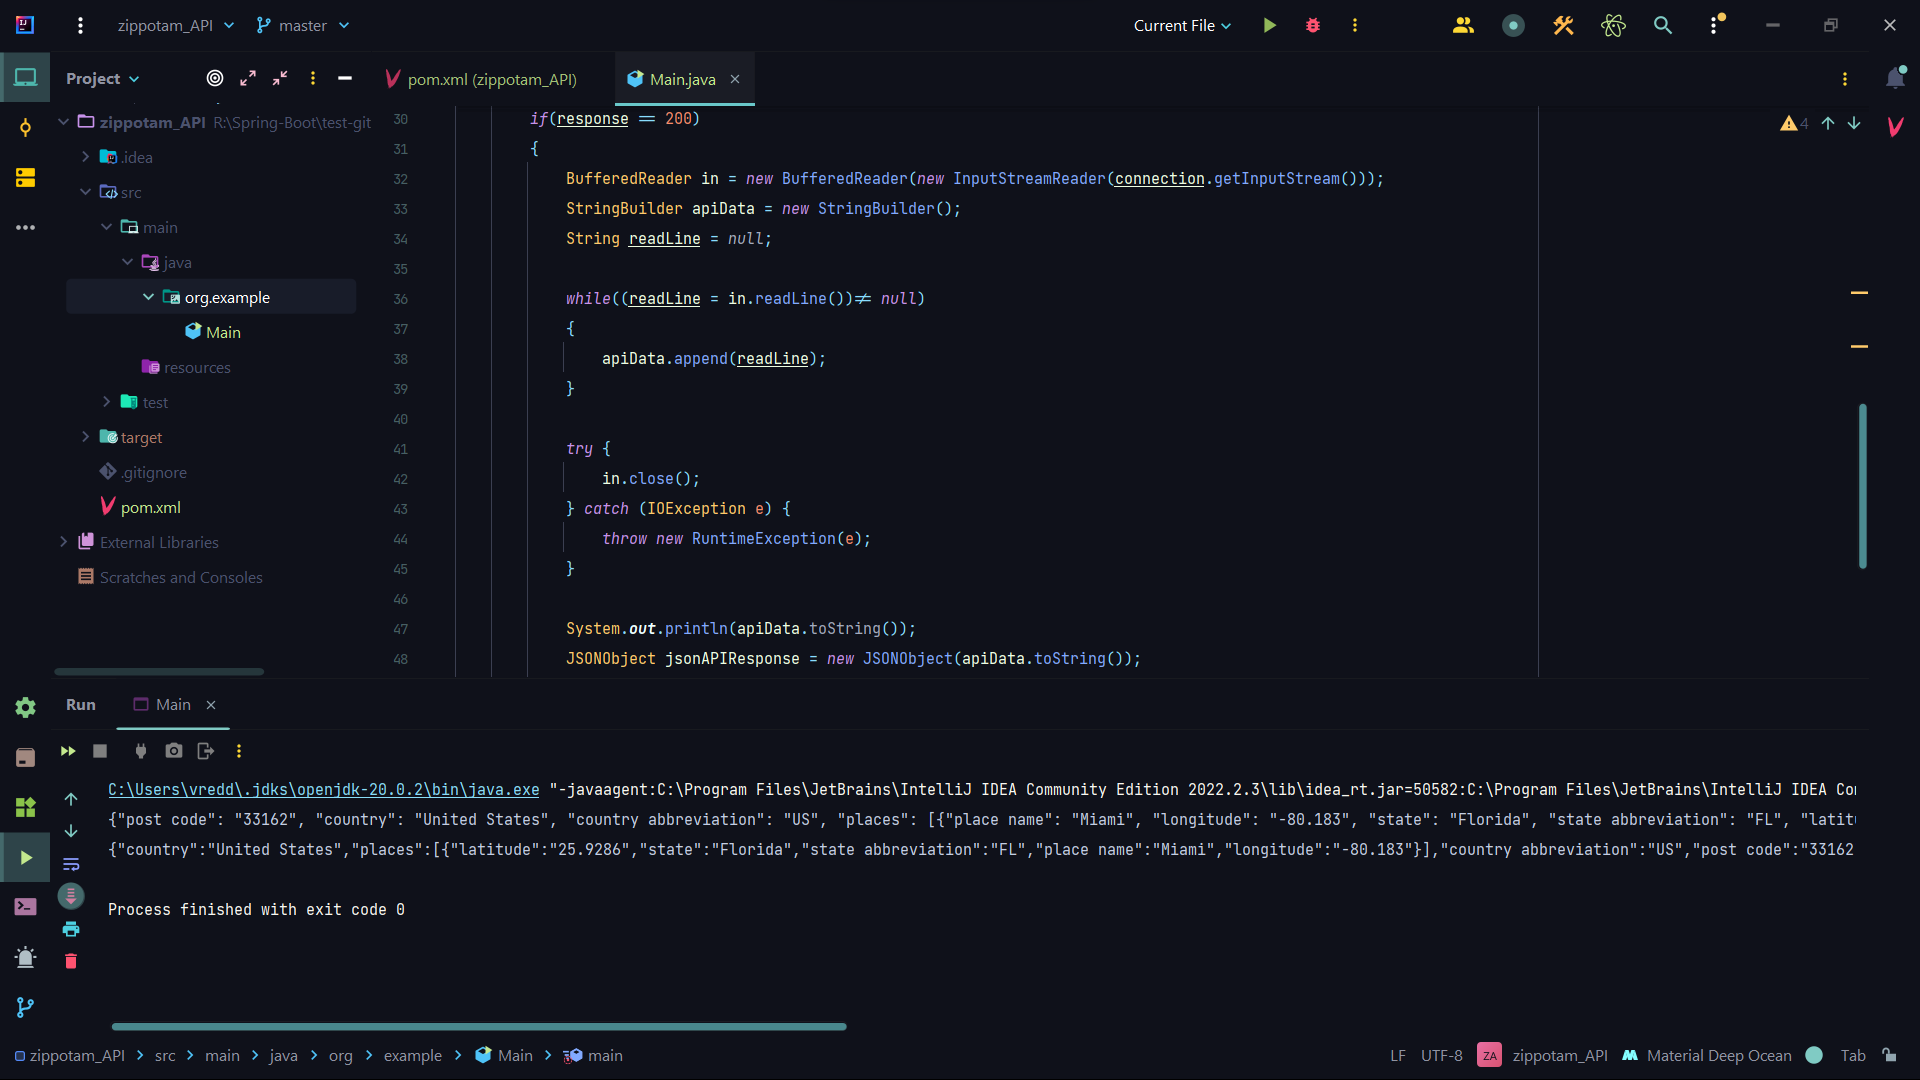 zippotam_API
master
Current File
Project
pom.xml (zippotam_API)
Main.java
zippotam_API R:\Spring-Boot\test-git
.idea
src
main
java
org.example
Main
resources
test
target
.gitignore
pom.xml
External Libraries
Scratches and Consoles
4
30 if(response == 200)
31 {
32 BufferedReader in = new BufferedReader(new InputStreamReader(connection.getInputStream()));
33 StringBuilder apiData = new StringBuilder();
34 String readLine = null;
35
36 while((readLine = in.readLine())!= null)
37 {
38 apiData.append(readLine);
39 }
40
41 try {
42 in.close();
43 } catch (IOException e) {
44 throw new RuntimeException(e);
45 }
46
47 System.out.println(apiData.toString());
48 JSONObject jsonAPIResponse = new JSONObject(apiData.toString());
Run
Main
C:\Users\vredd\.jdks\openjdk-20.0.2\bin\java.exe "-javaagent:C:\Program Files\JetBrains\IntelliJ IDEA Community Edition 2022.2.3\lib\idea_rt.jar=50582:C:\Program Files\JetBrains\IntelliJ IDEA Co
{"post code": "33162", "country": "United States", "country abbreviation": "US", "places": [{"place name": "Miami", "longitude": "-80.183", "state": "Florida", "state abbreviation": "FL", "latit
{"country":"United States","places":[{"latitude":"25.9286","state":"Florida","state abbreviation":"FL","place name":"Miami","longitude":"-80.183"}],"country abbreviation":"US","post code":"33162
Process finished with exit code 0
zippotam_API > src > main > java > org > example > Main > main
LF UTF-8 ZA zippotam_API Material Deep Ocean Tab